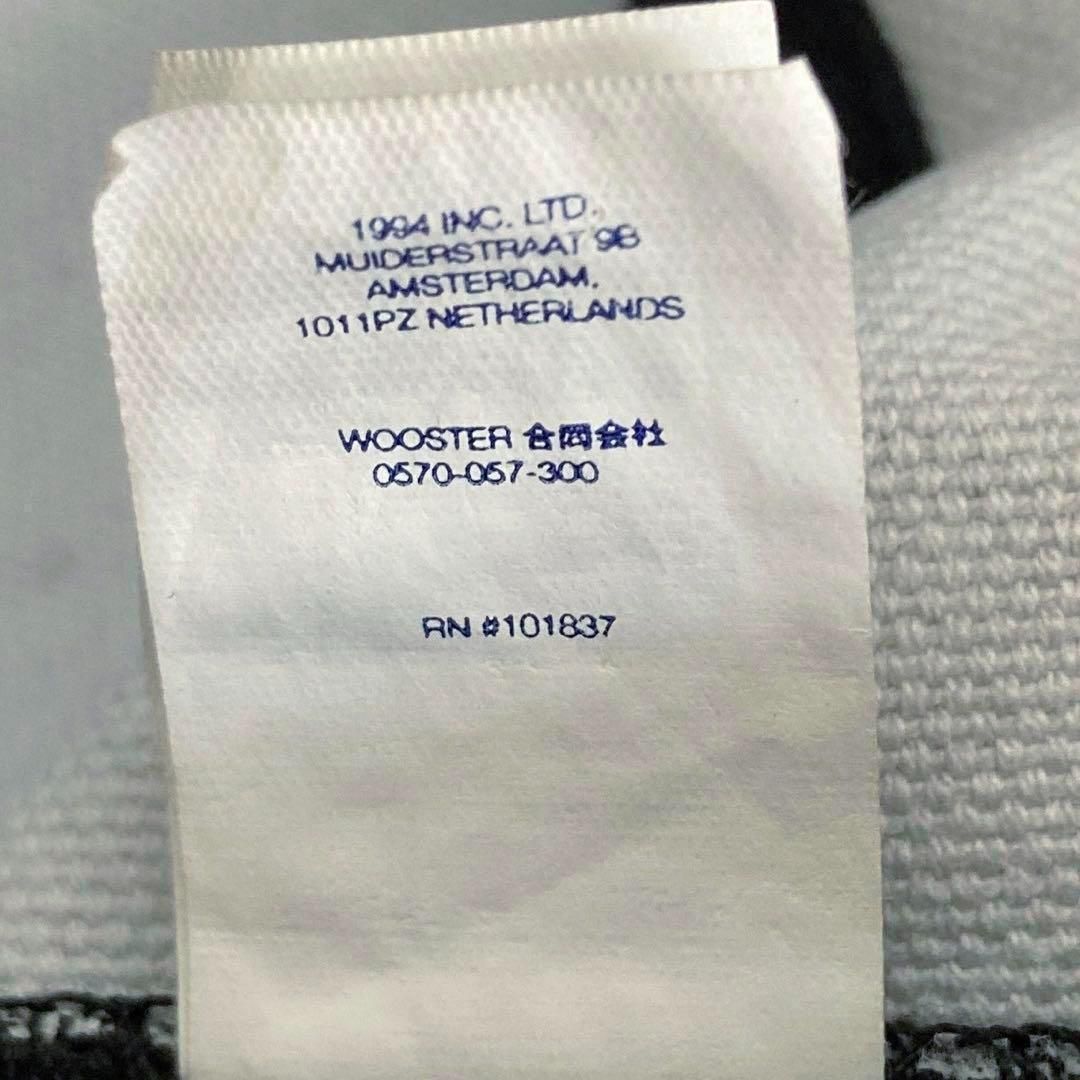 1994 INC. LTD.
MUIDERSTRAAT 9B
AMSTERDAM,
1011PZ NETHERLANDS
WOOSTER 合同会社
0570-057-300
RN #101837